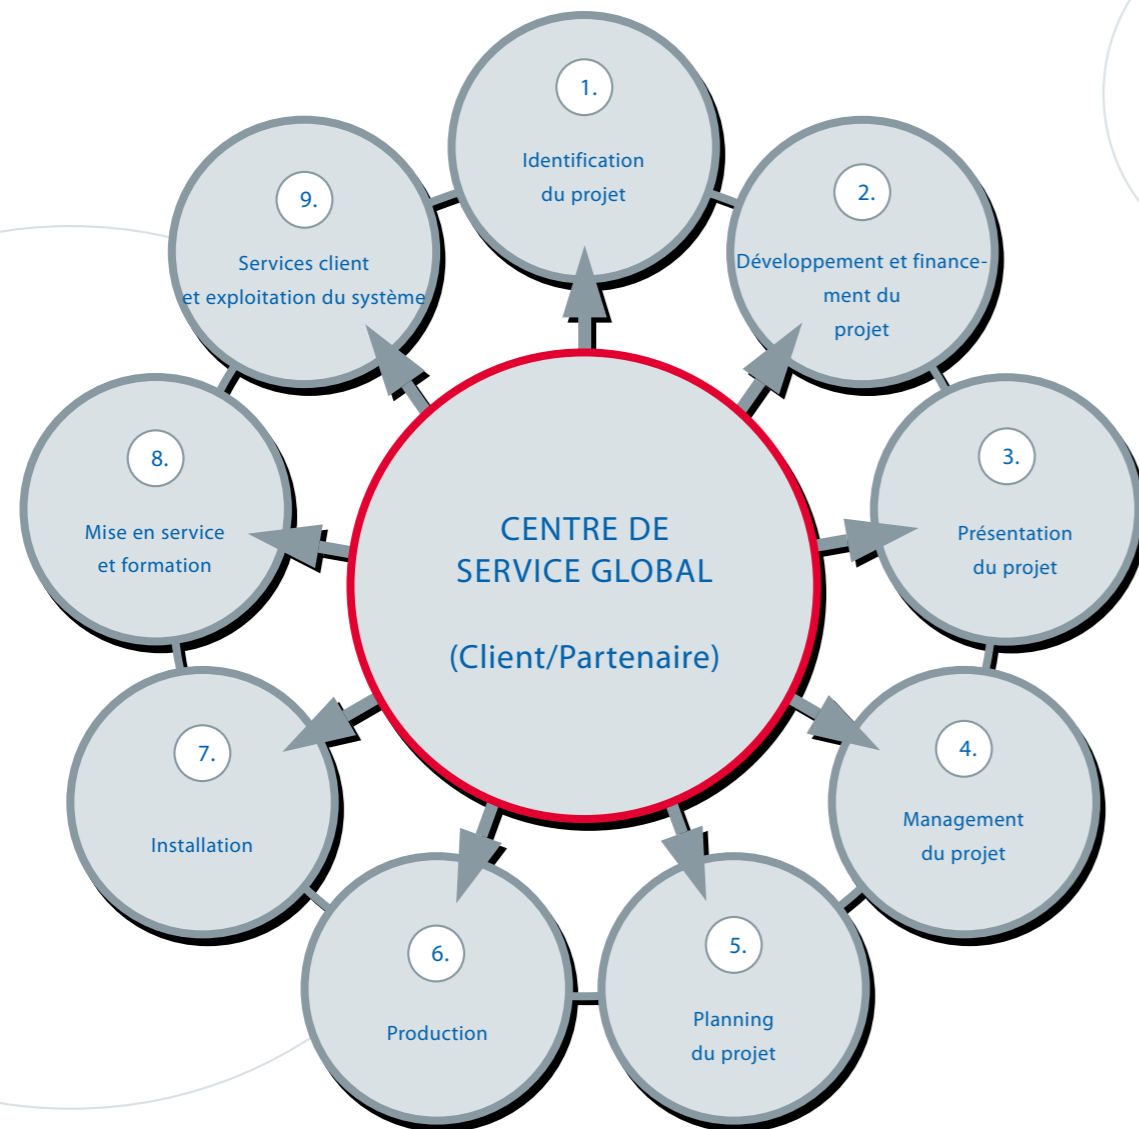 1.
Identification
du projet
2.
Développement et finance-
ment du
projet
3.
Présentation
du projet
4.
Management
du projet
5.
Planning
du projet
6.
Production
7.
Installation
8.
Mise en service
et formation
9.
Services client
et exploitation du système
CENTRE DE
SERVICE GLOBAL
(Client/Partenaire)